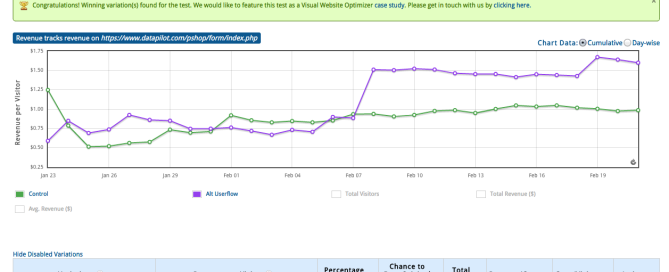 Congratulations! Winning variation(s) found for the test. We would like to feature this test as a Visual Website Optimizer case study. Please get in touch with us by clicking here.
x
Revenue tracks revenue on https://www.datapilot.com/pshop/form/index.php
Chart Data: Cumulative Day-wise
Revenue per Visitor
$1.75
$1.50
$1.25
$1.00
$0.75
$0.50
$0.25
Jan 23 Jan 26 Jan 29 Feb 01 Feb 04 Feb 07 Feb 10 Feb 13 Feb 16 Feb 19
Control Alt Userflow Total Visitors Total Revenue ($)
Avg. Revenue ($)
Hide Disabled Variations
Percentage Chance to Total